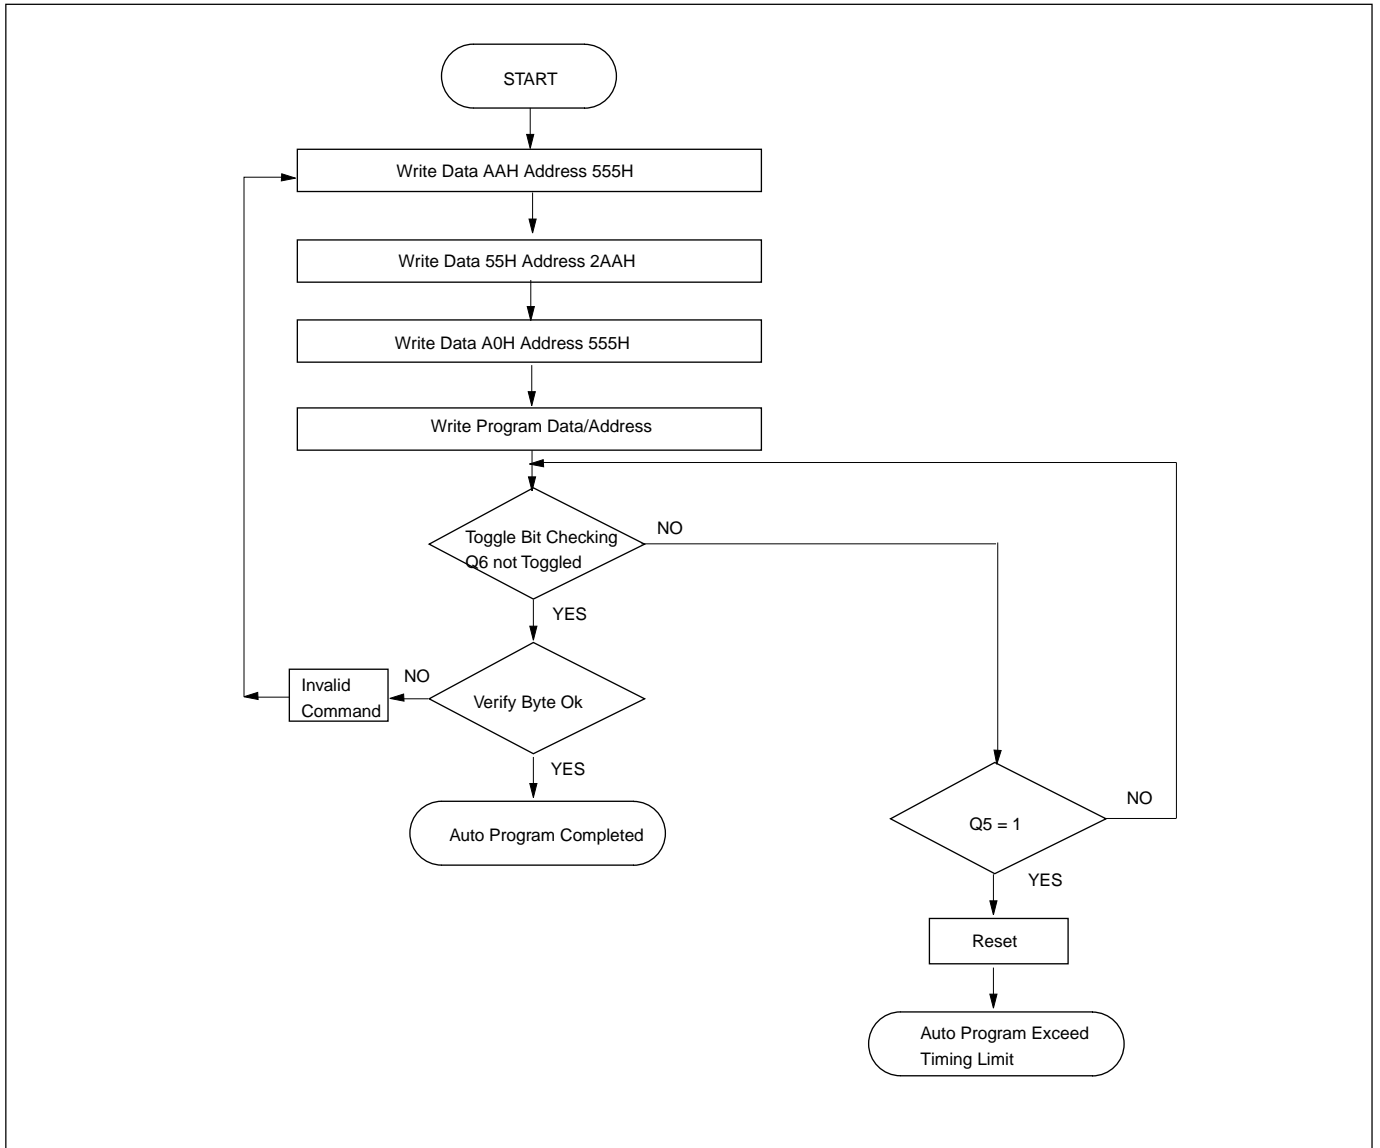 START
Write Data AAH Address 555H
Write Data 55H Address 2AAH
Write Data A0H Address 555H
Write Program Data/Address
Toggle Bit Checking
Q6 not Toggled
NO
YES
Invalid
Command
NO
Verify Byte Ok
YES
Auto Program Completed
Q5 = 1
NO
YES
Reset
Auto Program Exceed
Timing Limit